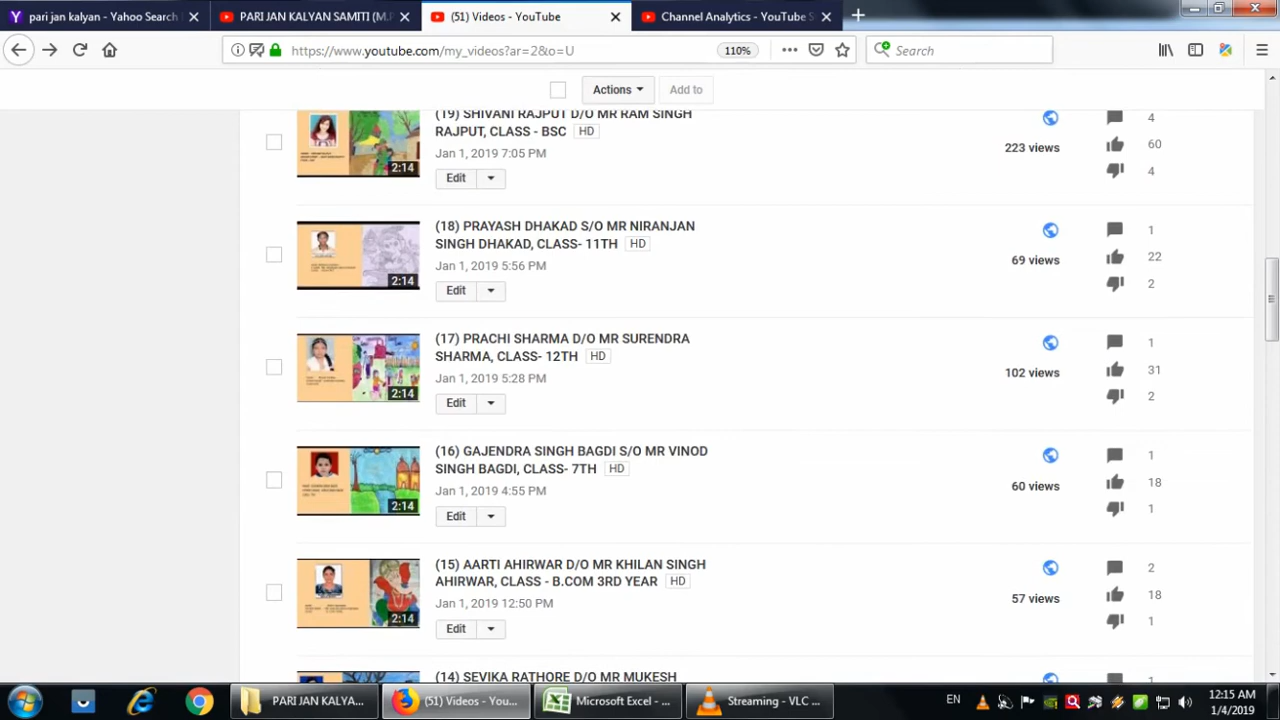 pari jan kalyan - Yahoo Search
PARI JAN KALYAN SAMITI (M.P
(51) Videos - YouTube
Channel Analytics - YouTube S
https://www.youtube.com/my_videos?ar=2&o=U
110%
Search
Actions
Add to
(19) SHIVANI RAJPUT D/O MR RAM SINGH
RAJPUT, CLASS - BSC HD
Jan 1, 2019 7:05 PM
Edit
2:14
223 views
4
60
4
(18) PRAYASH DHAKAD S/O MR NIRANJAN
SINGH DHAKAD, CLASS- 11TH HD
Jan 1, 2019 5:56 PM
Edit
2:14
69 views
1
22
2
(17) PRACHI SHARMA D/O MR SURENDRA
SHARMA, CLASS- 12TH HD
Jan 1, 2019 5:28 PM
Edit
2:14
102 views
1
31
2
(16) GAJENDRA SINGH BAGDI S/O MR VINOD
SINGH BAGDI, CLASS- 7TH HD
Jan 1, 2019 4:55 PM
Edit
2:14
60 views
1
18
1
(15) AARTI AHIRWAR D/O MR KHILAN SINGH
AHIRWAR, CLASS - B.COM 3RD YEAR HD
Jan 1, 2019 12:50 PM
Edit
2:14
57 views
2
18
1
(14) SEVIKA RATHORE D/O MR MUKESH
PARI JAN KALYA...
(51) Videos - You...
Microsoft Excel - ...
Streaming - VLC ...
EN
12:15 AM
1/4/2019